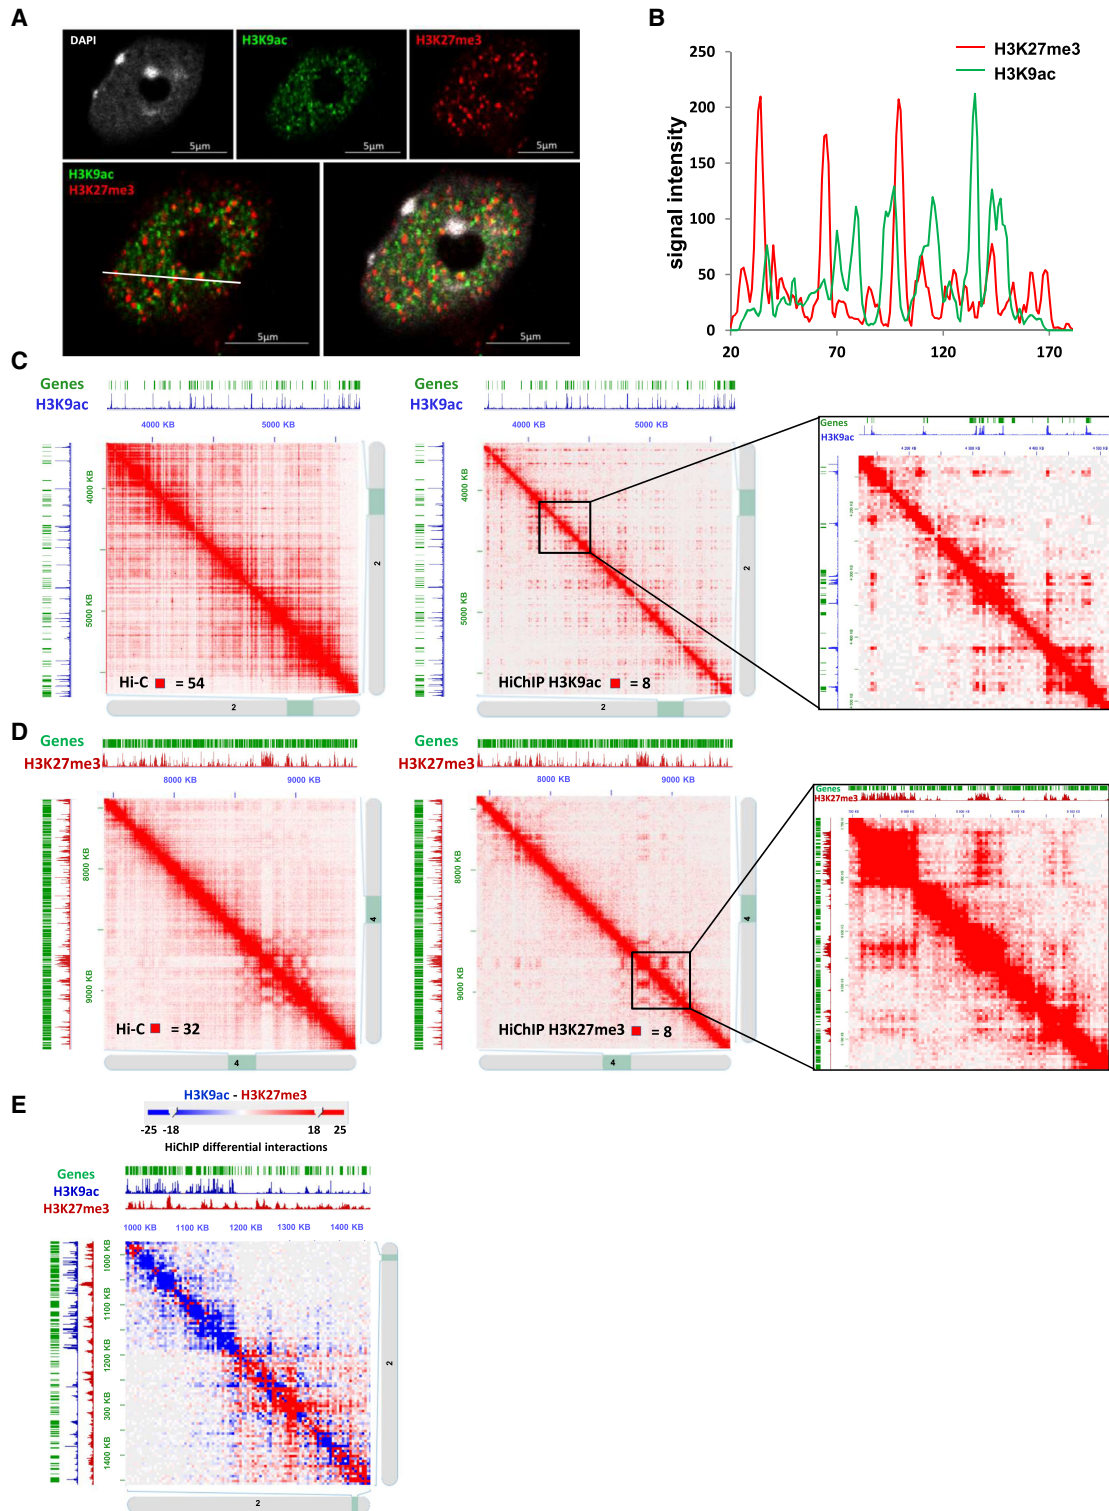 A
DAPI
5μm
H3K9ac
5μm
H3K27me3
5μm
H3K9ac
H3K27me3
5μm
5μm
B
H3K27me3
H3K9ac
signal intensity
250
200
150
100
50
0
20 70 120 170
C
Genes
H3K9ac
4000 KB 5000 KB
4000 KB
5000 KB
Hi-C = 54
2
2
Genes
H3K9ac
4000 KB 5000 KB
4000 KB
5000 KB
HiChIP H3K9ac = 8
2
2
Genes
H3K9ac
D
Genes
H3K27me3
8000 KB 9000 KB
8000 KB
9000 KB
Hi-C = 32
4
4
Genes
H3K27me3
8000 KB 9000 KB
8000 KB
9000 KB
HiChIP H3K27me3 = 8
4
4
Genes
H3K27me3
E
H3K9ac - H3K27me3
-25 -18 18 25
HiChIP differential interactions
Genes
H3K9ac
H3K27me3
1000 KB 1100 KB 1200 KB 1300 KB 1400 KB
1000 KB
1100 KB
1200 KB
300 KB
1400 KB
2
2